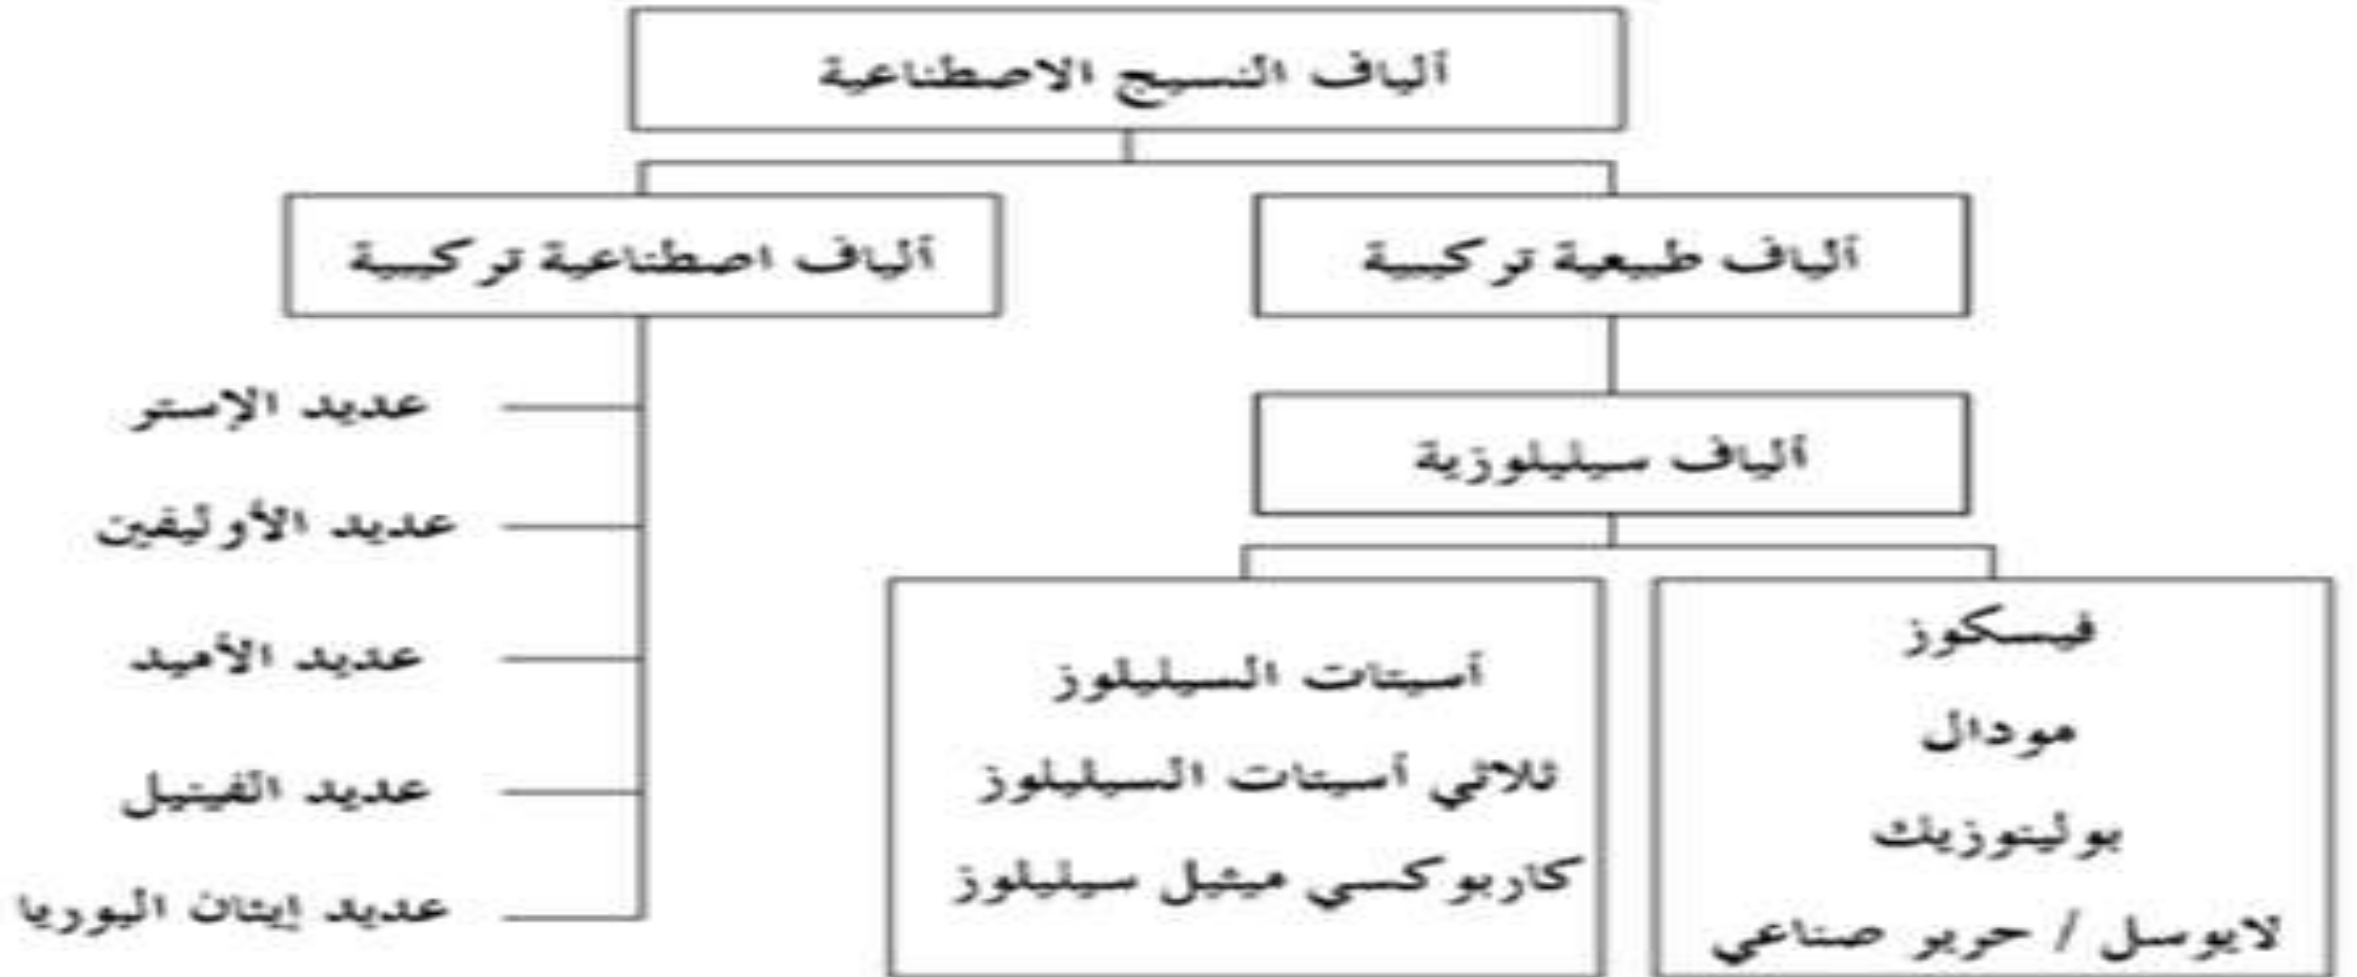 ألياف النسيج الاصطناعية
ألياف طبيعية تركيبية
ألياف اصطناعية تركيبية
ألياف سيليلوزية
فيسكوز
مودال
بولينوزيك
لايوسل / حرير صناعي
أسيتات السيليلوز
ثلاثي أسيتات السيليلوز
كاربوكسي ميثيل سيليلوز
عديد الإستر
عديد الأوليفين
عديد الأميد
عديد الفينيل
عديد إيثان اليوريا